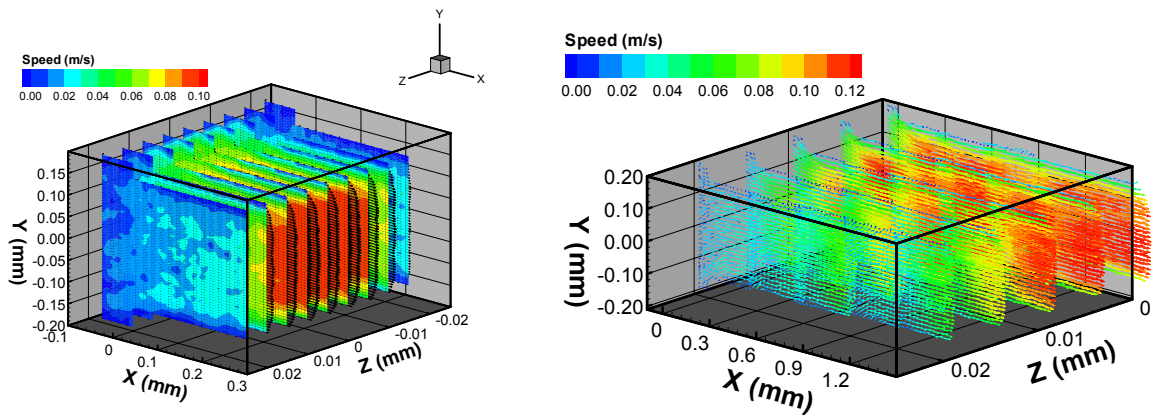 Speed (m/s)
0.00 0.02 0.04 0.06 0.08 0.10
Y
Z
X
0.15
0.10
0.05
0.00
-0.05
-0.10
-0.15
-0.20
Y (mm)
-0.1 0 0.1 0.2 0.3
X (mm)
0.02 0.01 0 -0.01 -0.02
Z (mm)
Speed (m/s)
0.00 0.02 0.04 0.06 0.08 0.10 0.12
0.20
0.10
0.00
-0.10
-0.20
Y (mm)
0 0.3 0.6 0.9 1.2
X (mm)
0.02 0.01 0
Z (mm)